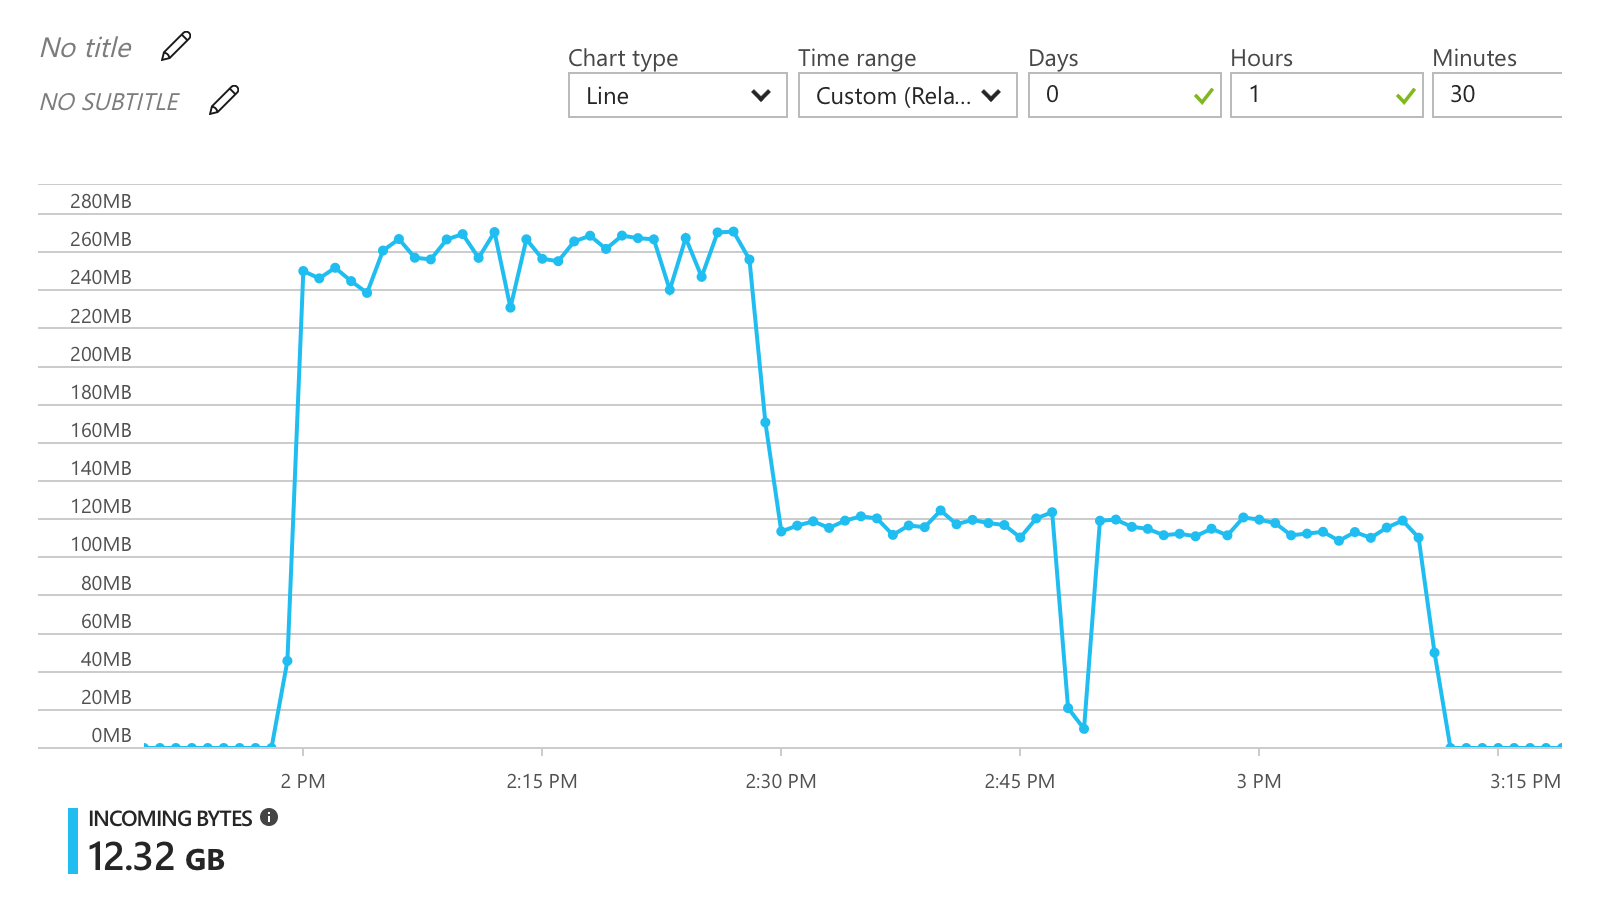 No title
NO SUBTITLE
Chart type Time range Days Hours Minutes
Line Custom (Rela... 0 1 30
280MB
260MB
240MB
220MB
200MB
180MB
160MB
140MB
120MB
100MB
80MB
60MB
40MB
20MB
0MB
2 PM 2:15 PM 2:30 PM 2:45 PM 3 PM 3:15 PM
INCOMING BYTES
12.32 GB